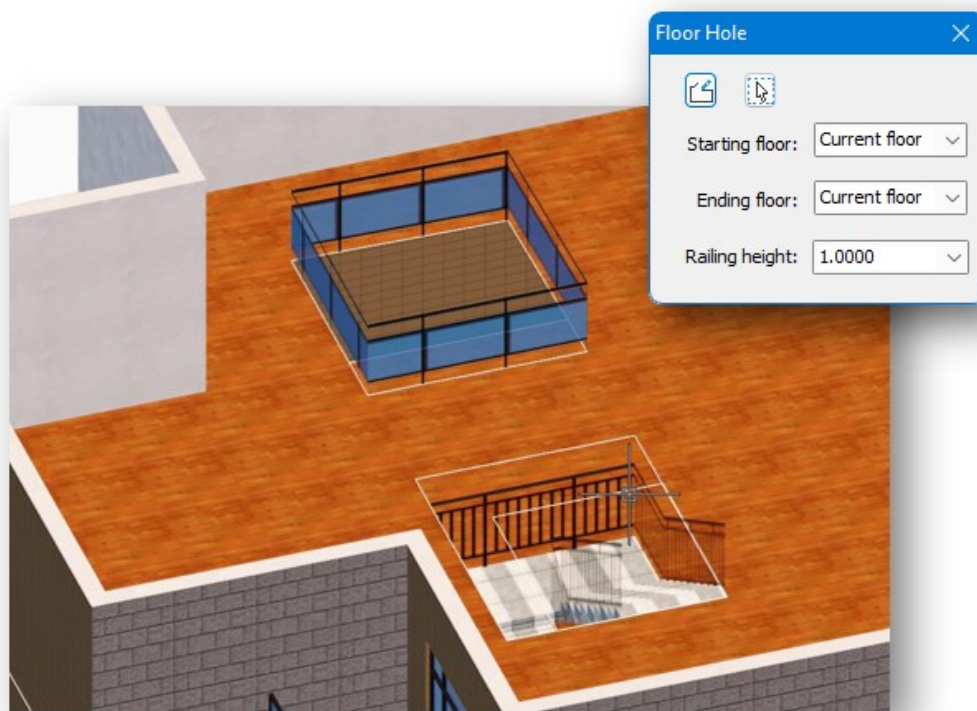 Floor Hole
Starting floor: Current floor
Ending floor: Current floor
Railing height: 1.0000